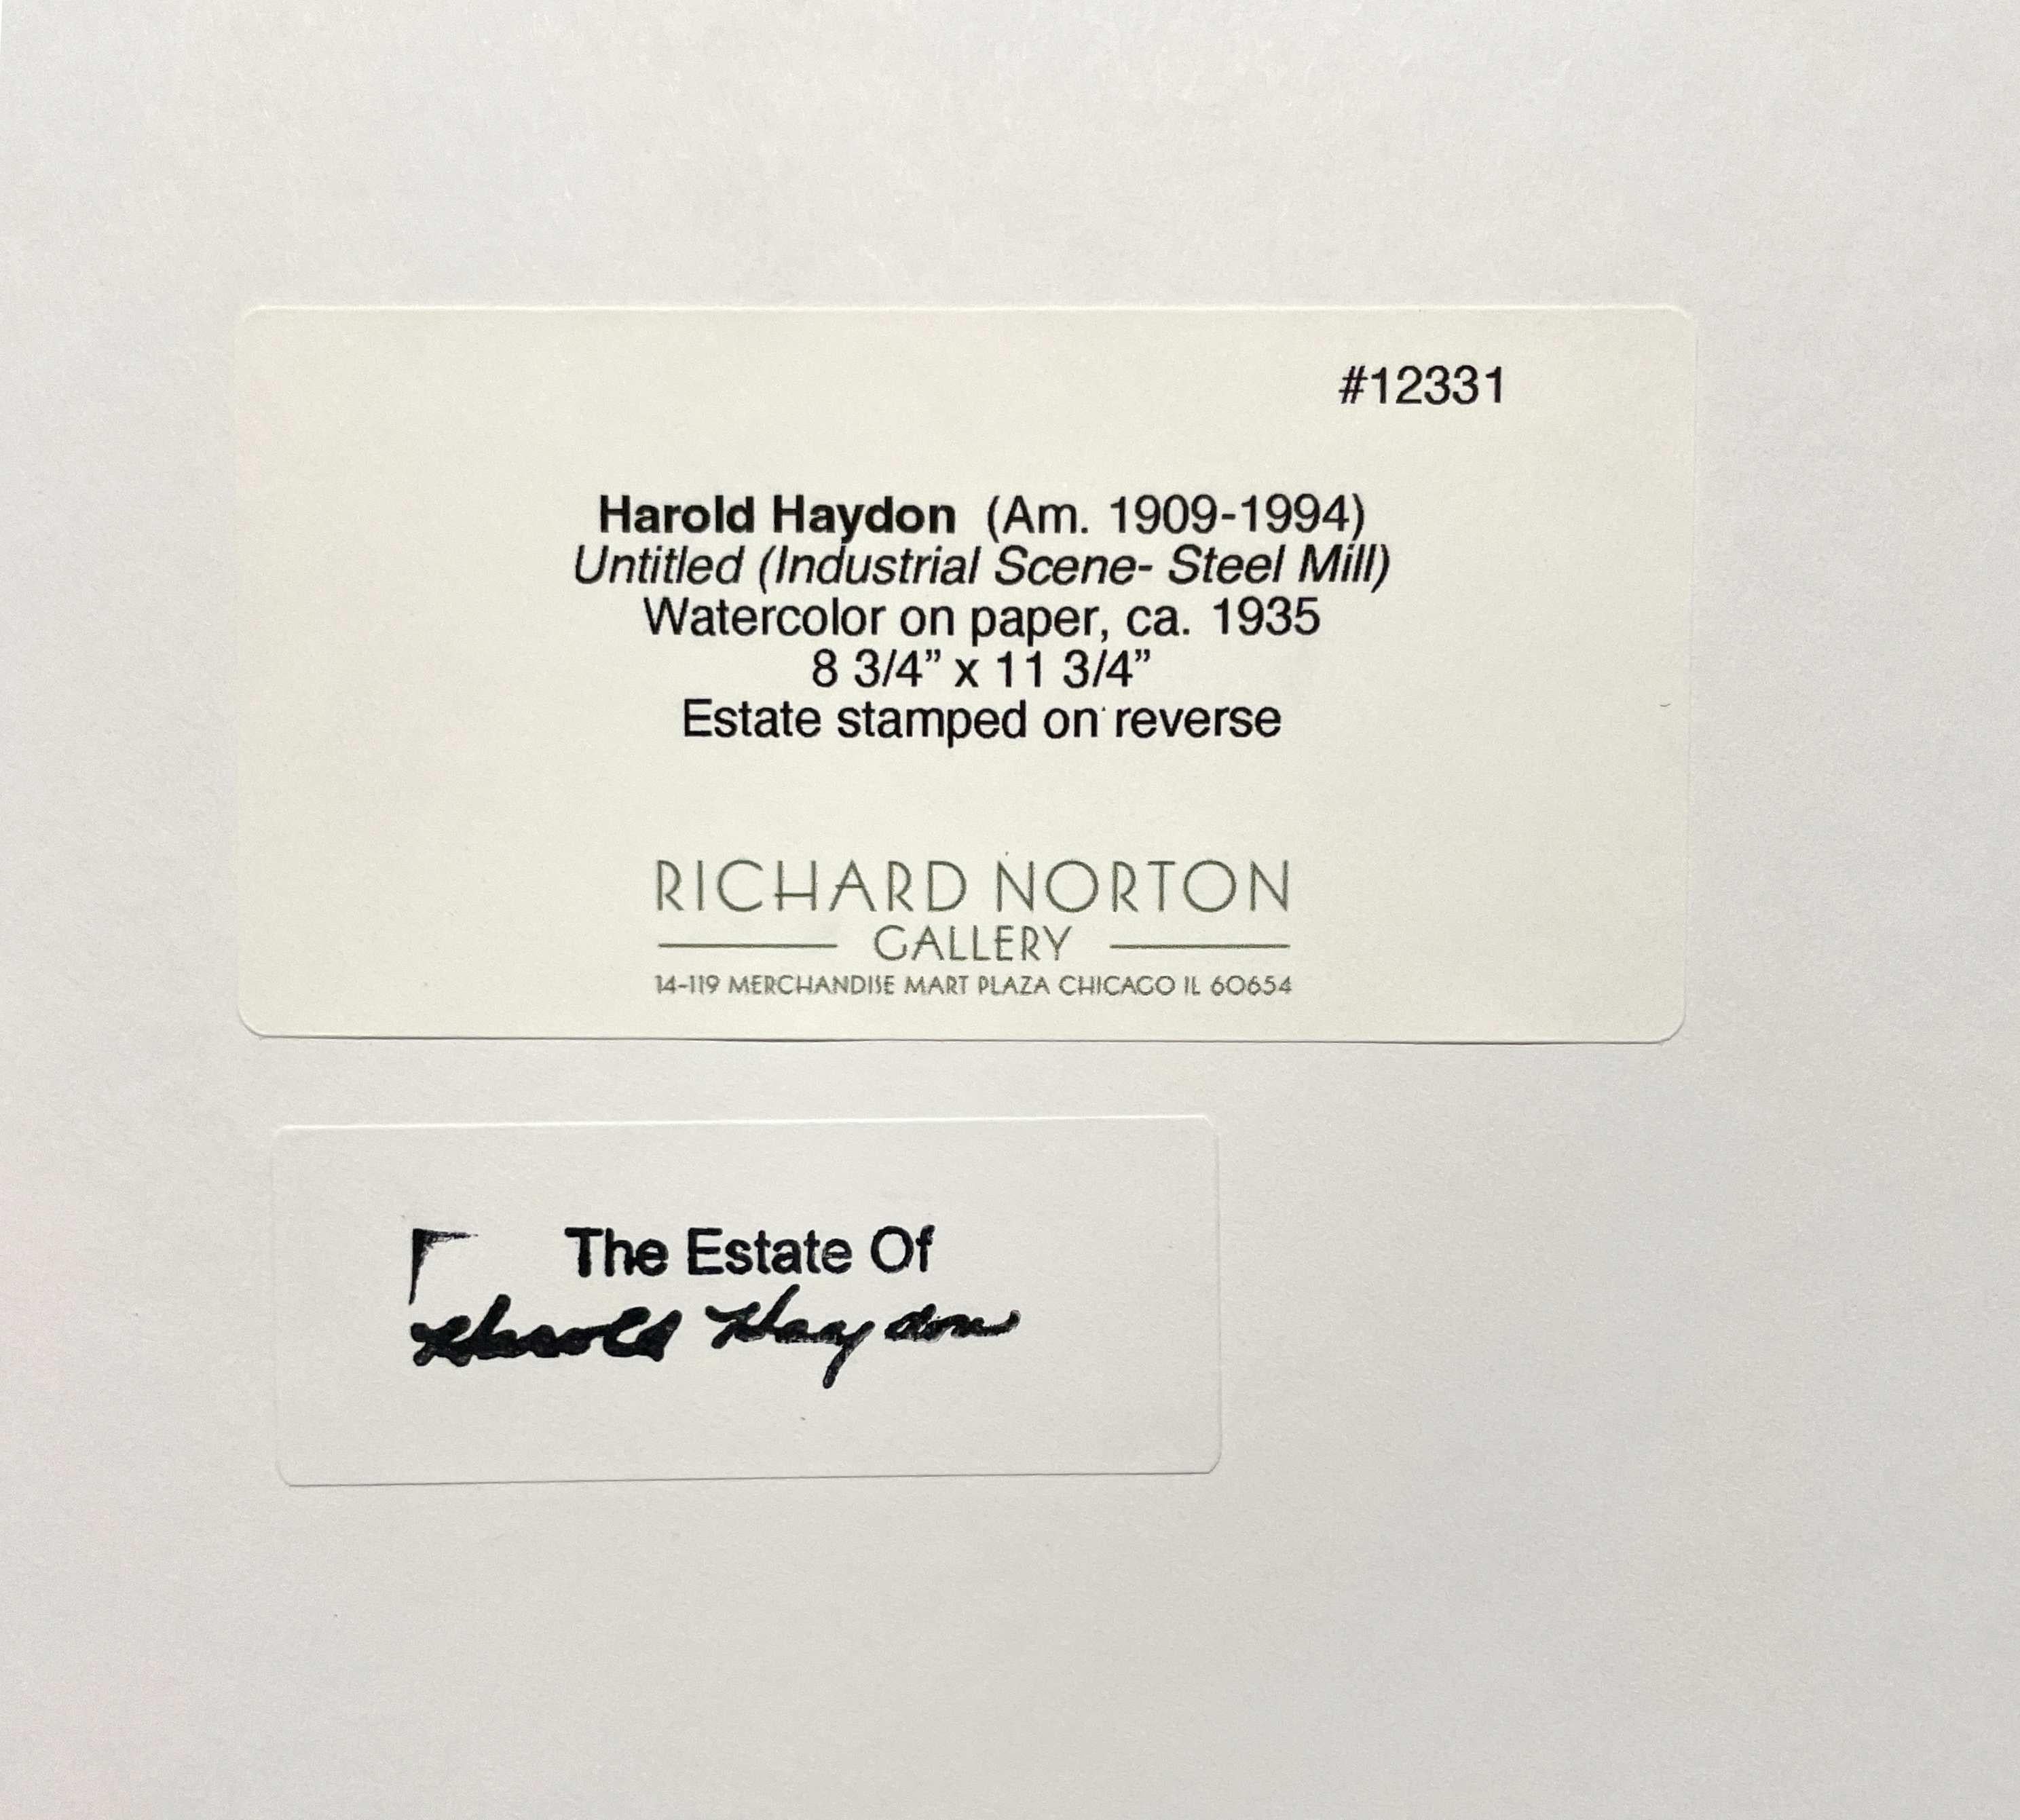 #12331
Harold Haydon (Am. 1909-1994)
Untitled (Industrial Scene- Steel Mill)
Watercolor on paper, ca. 1935
8 3/4” x 11 3/4”
Estate stamped on reverse
RICHARD NORTON
GALLERY
14-119 MERCHANDISE MART PLAZA CHICAGO IL 60654
The Estate Of
Harold Haydon